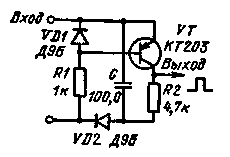 Вход
VD1
Д9б
VT
КТ203
Выход
R1
1к
C
100,0
R2
4,7к
VD2 Д9б